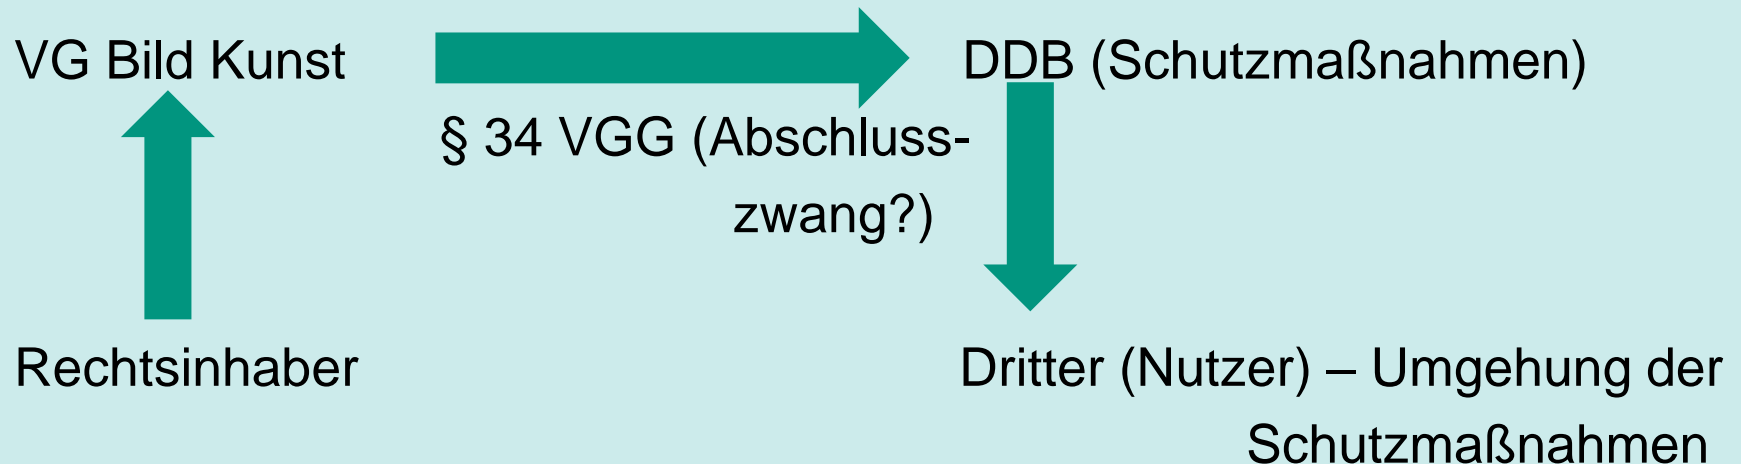 VG Bild Kunst
DDB (Schutzmaßnahmen)
§ 34 VGG (Abschluss-
zwang?)
Rechtsinhaber
Dritter (Nutzer) – Umgehung der
Schutzmaßnahmen